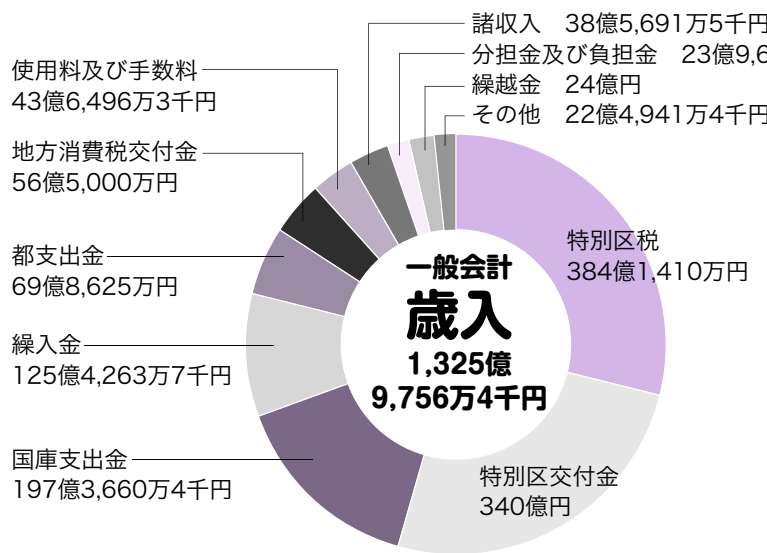 諸収入 38億5,691万5千円
分担金及び負担金 23億9,6
繰越金 24億円
その他 22億4,941万4千円
使用料及び手数料
43億6,496万3千円
地方消費税交付金
56億5,000万円
都支出金
69億8,625万円
繰入金
125億4,263万7千円
国庫支出金
197億3,660万4千円
特別区税
384億1,410万円
特別区交付金
340億円
一般会計
歳入
1,325億
9,756万4千円